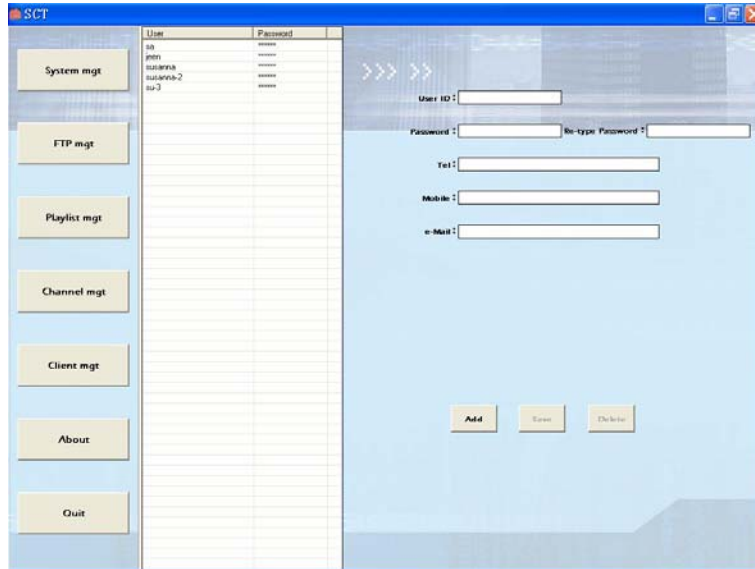 SCT
System mgt
FTP mgt
Playlist mgt
Channel mgt
Client mgt
About
Quit
User Password
sa ******
jeen ******
susanna ******
susanna-2 ******
su-3 ******
>>> >>
User ID :
Password : Re-type Password :
Tel :
Mobile :
e-Mail :
Add Save Delete